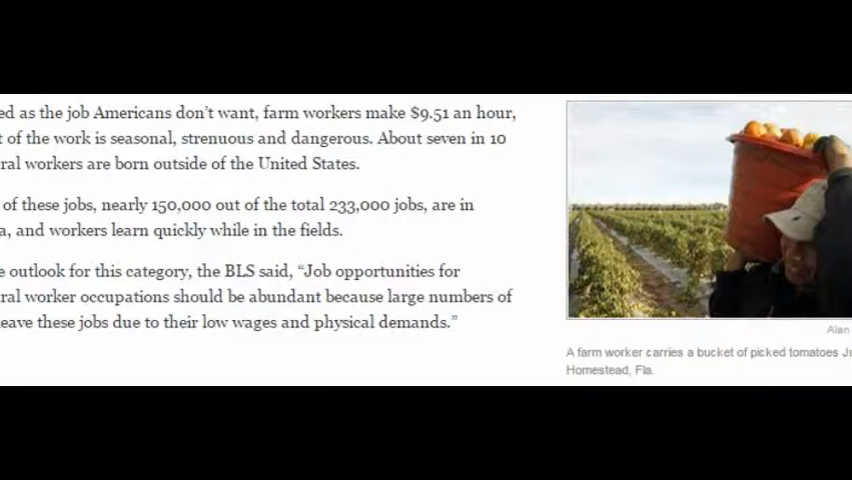 ed as the job Americans don't want, farm workers make $9.51 an hour,
t of the work is seasonal, strenuous and dangerous. About seven in 10
ral workers are born outside of the United States.
of these jobs, nearly 150,000 out of the total 233,000 jobs, are in
a, and workers learn quickly while in the fields.
e outlook for this category, the BLS said, “Job opportunities for
ral worker occupations should be abundant because large numbers of
leave these jobs due to their low wages and physical demands.”
Alan
A farm worker carries a bucket of picked tomatoes Ju
Homestead, Fla.